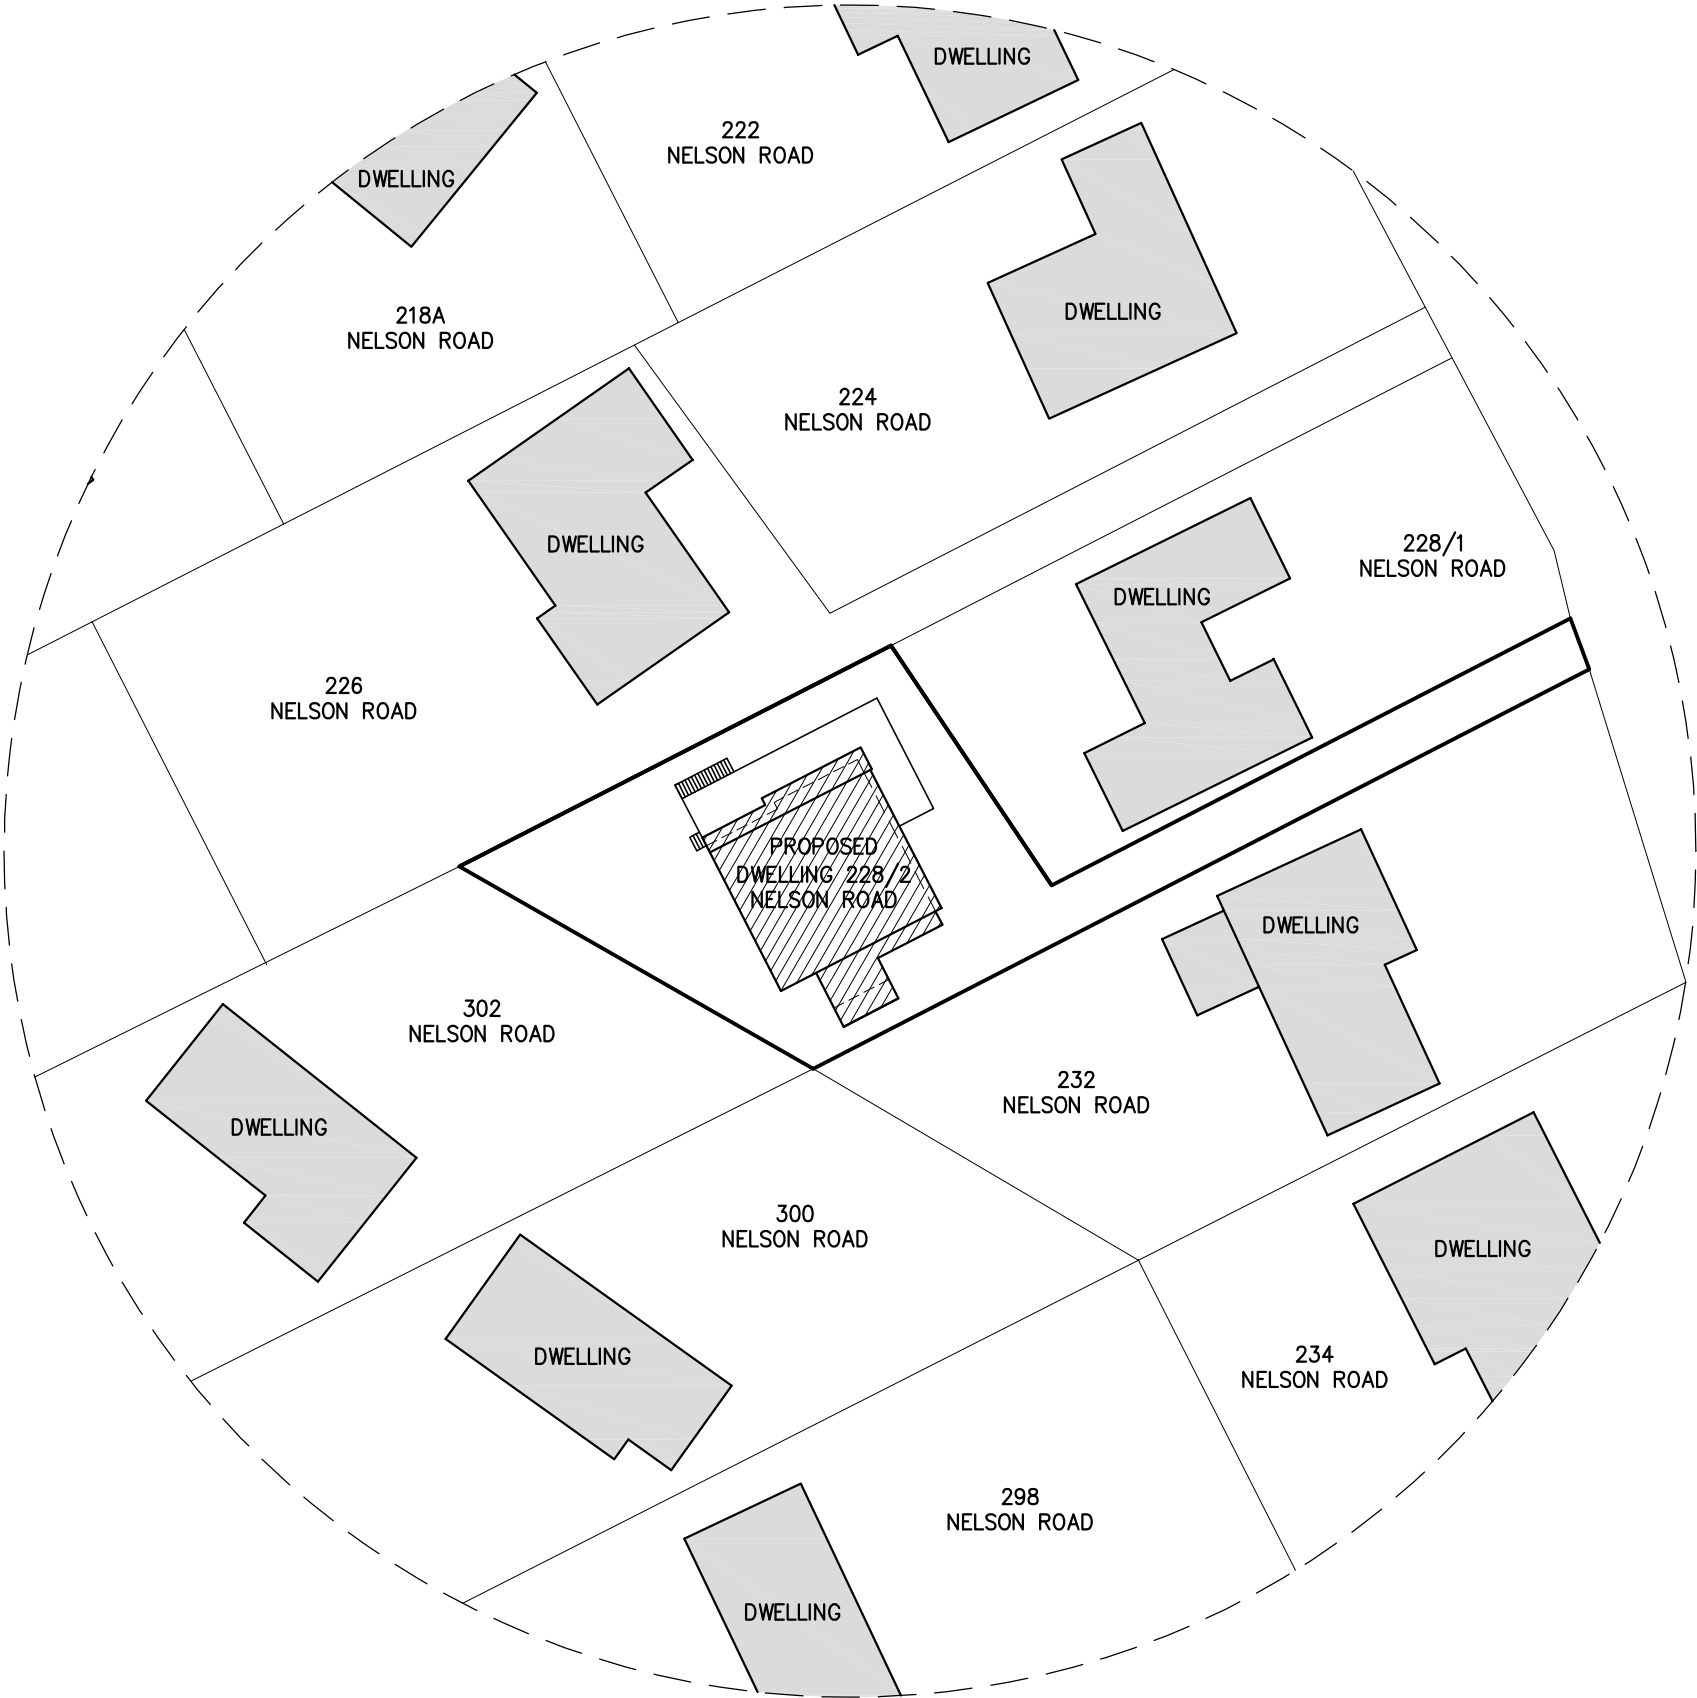 DWELLING
222
NELSON ROAD
DWELLING
218A
NELSON ROAD
DWELLING
224
NELSON ROAD
DWELLING
228/1
NELSON ROAD
DWELLING
226
NELSON ROAD
PROPOSED
DWELLING 228/2
NELSON ROAD
DWELLING
302
NELSON ROAD
232
NELSON ROAD
DWELLING
300
NELSON ROAD
DWELLING
DWELLING
234
NELSON ROAD
298
NELSON ROAD
DWELLING